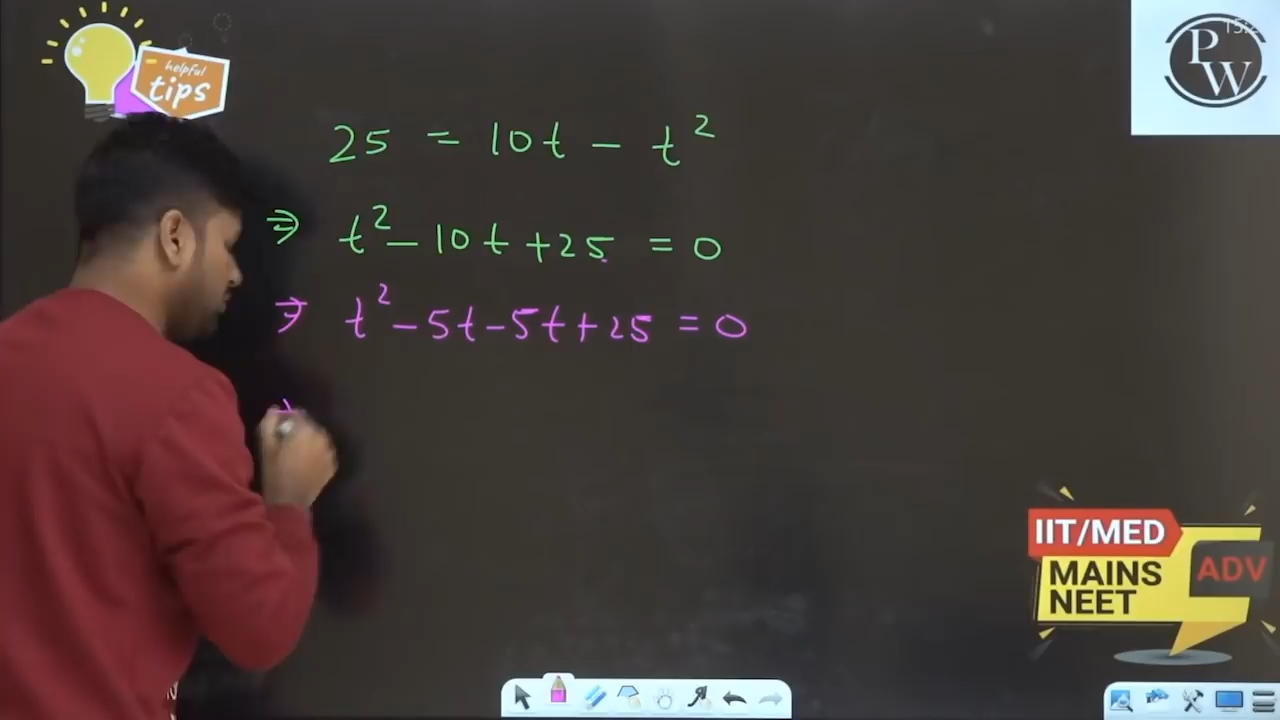 helpful
tips
PW
25 = 10t - t²
⇒ t² - 10t + 25 = 0
⇒ t² - 5t - 5t + 25 = 0
IIT/MED
MAINS
NEET
ADV